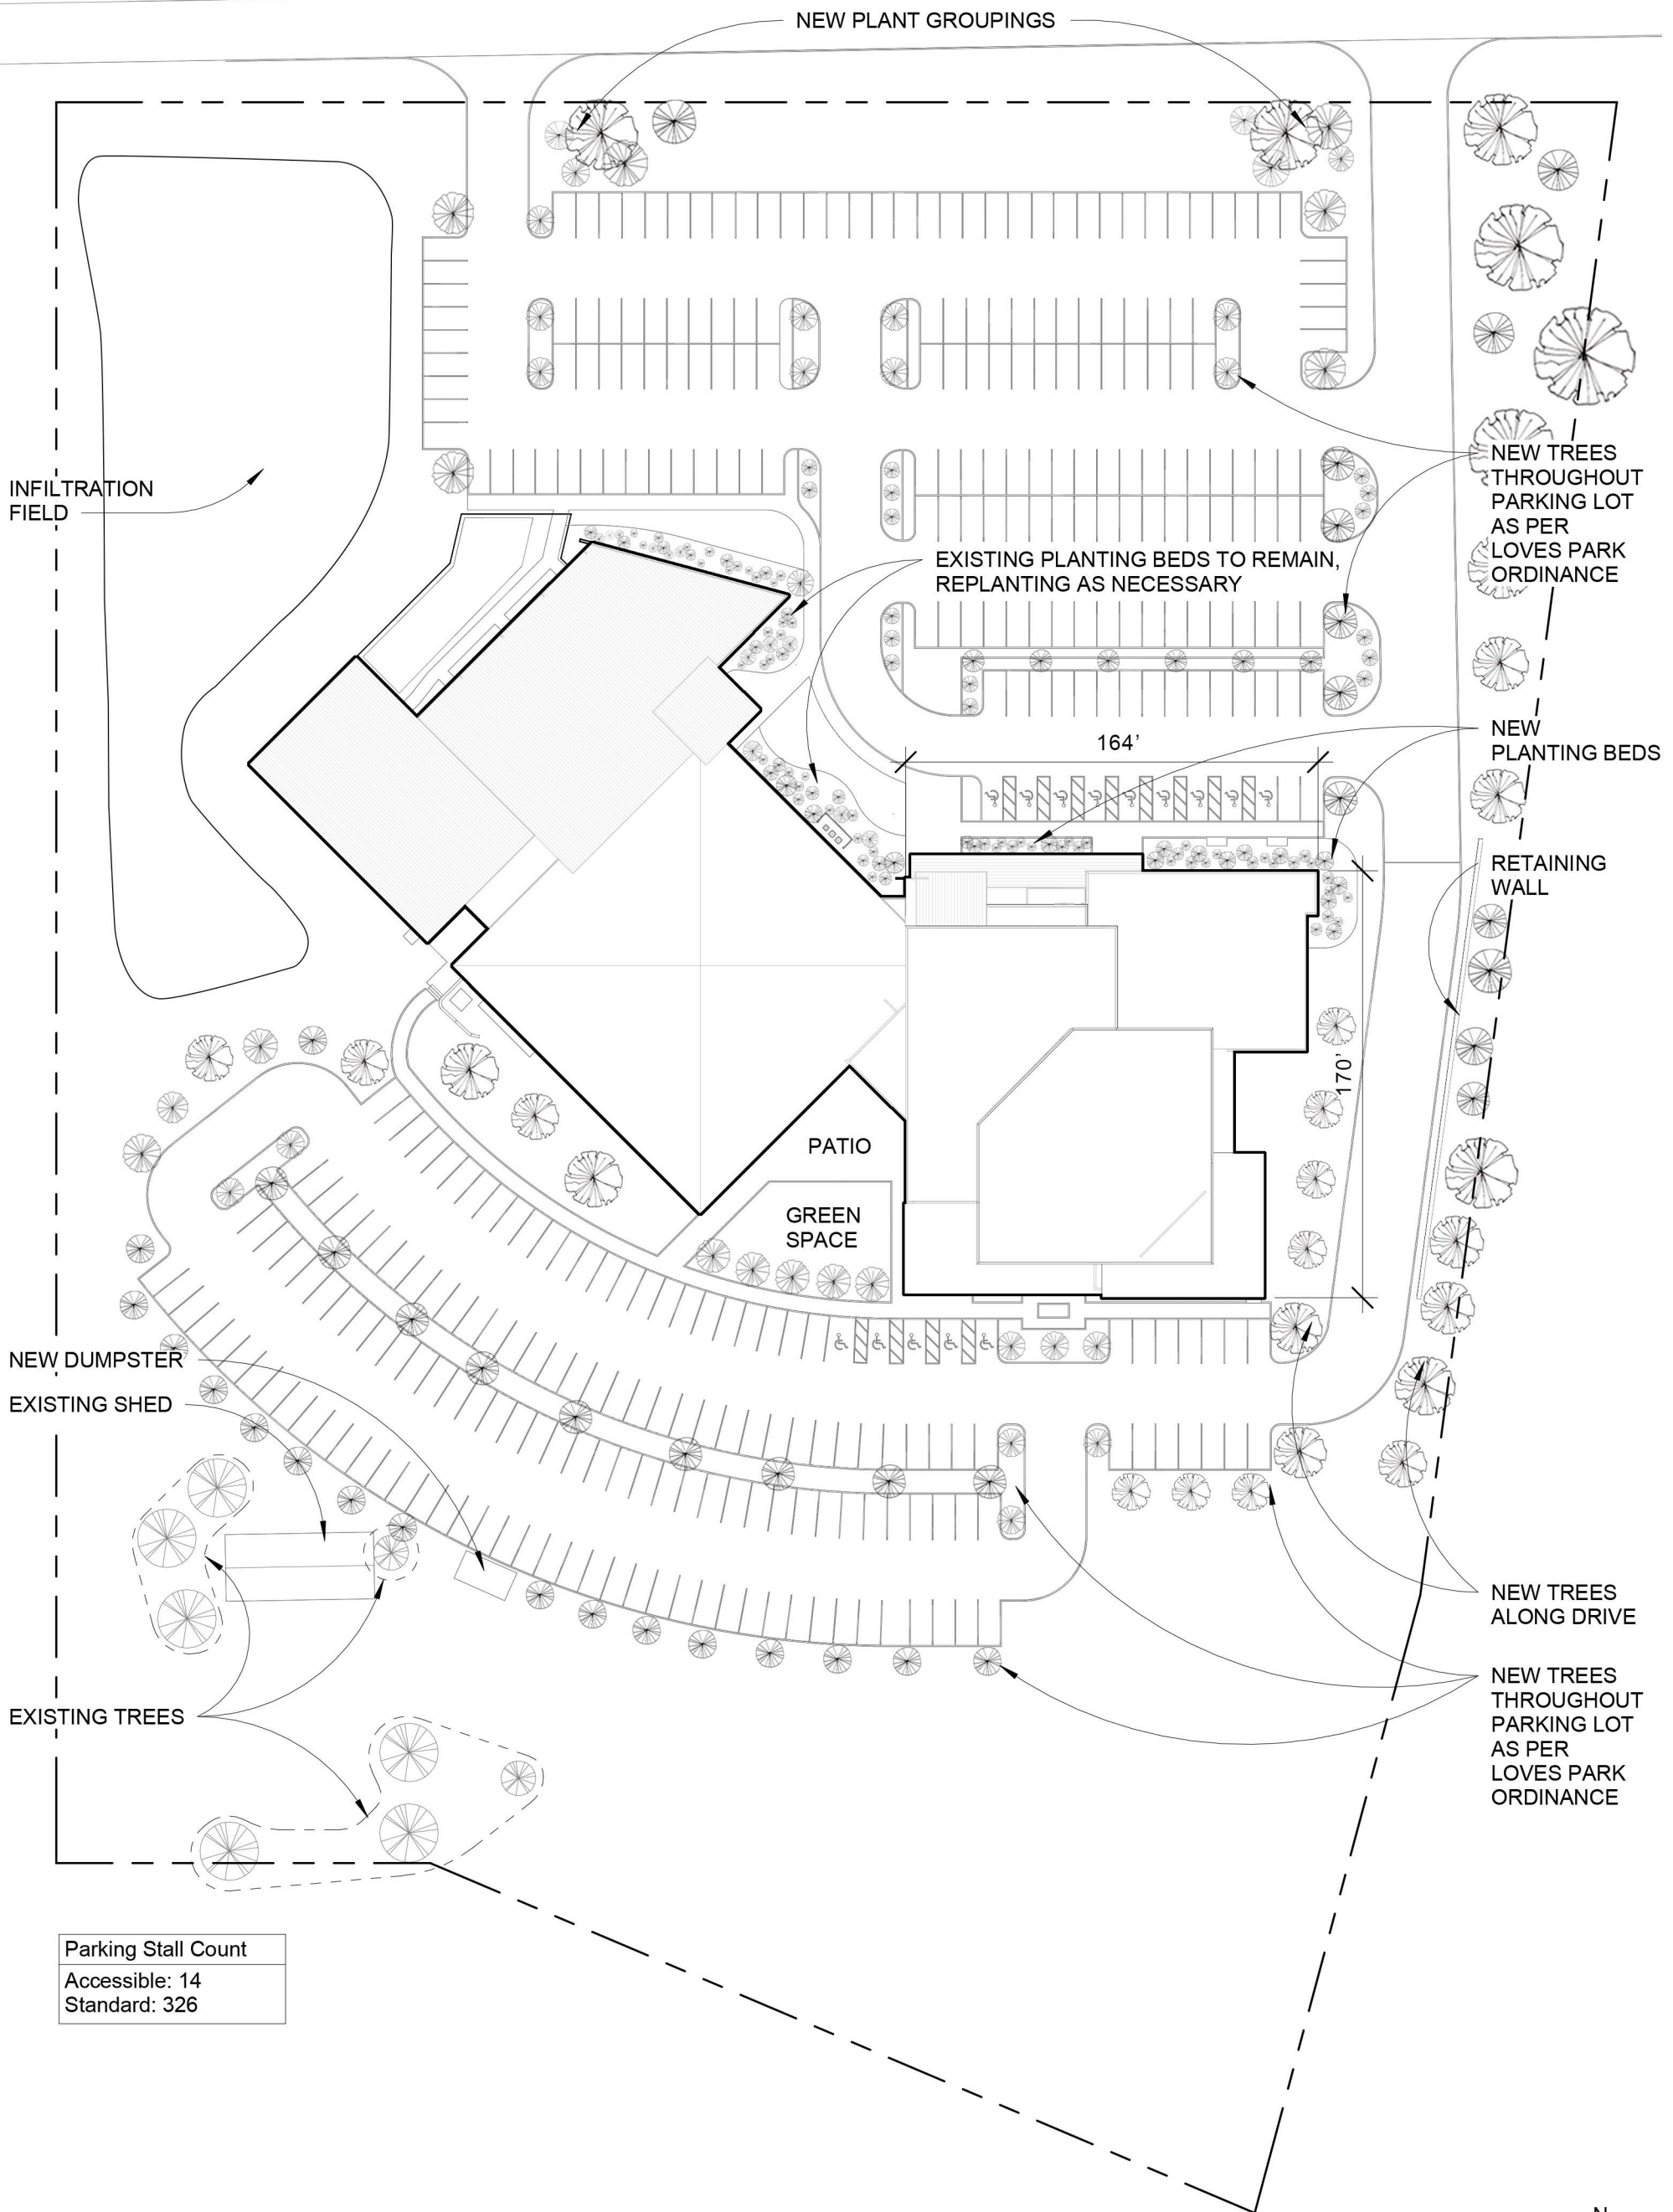 NEW PLANT GROUPINGS
INFILTRATION
FIELD
NEW TREES
THROUGHOUT
PARKING LOT
AS PER
LOVES PARK
ORDINANCE
EXISTING PLANTING BEDS TO REMAIN,
REPLANTING AS NECESSARY
NEW
PLANTING BEDS
164'
RETAINING
WALL
170'
PATIO
GREEN
SPACE
NEW DUMPSTER
EXISTING SHED
NEW TREES
ALONG DRIVE
NEW TREES
THROUGHOUT
PARKING LOT
AS PER
LOVES PARK
ORDINANCE
EXISTING TREES
Parking Stall Count
Accessible: 14
Standard: 326
N